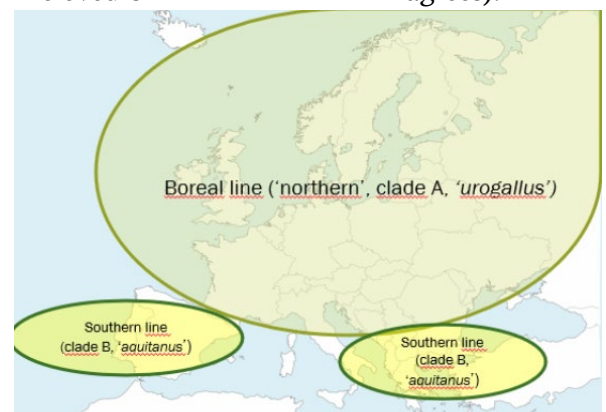 Boreal line (‘northern’, clade A, ‘urogallus’)
Southern line
(clade B, ‘aquitanus’)
Southern line
(clade B,
‘aquitanus’)